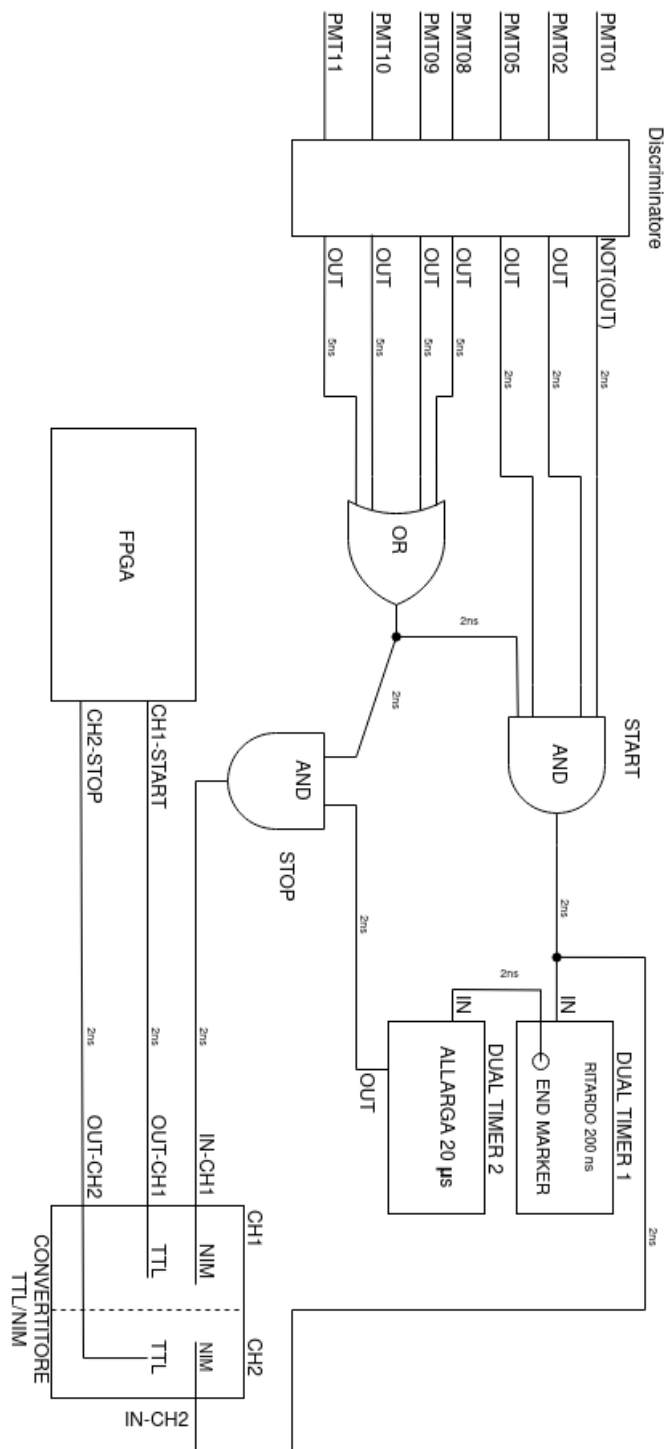 PMT11
PMT10
PMT09
PMT08
PMT05
PMT02
PMT01
Discriminatore
OUT
OUT
OUT
OUT
OUT
OUT
NOT(OUT)
5ns
5ns
5ns
5ns
2ns
2ns
2ns
FPGA
OR
2ns
2ns
CH1-START
CH2-STOP
START
AND
AND
STOP
2ns
2ns
2ns
2ns
2ns
2ns
2ns
IN
IN
DUAL TIMER 1
RITARDO 200 ns
END MARKER
DUAL TIMER 2
ALLARGA 20 µs
OUT
2ns
IN-CH1
OUT-CH1
OUT-CH2
CH1
NIM
TTL
CH2
NIM
TTL
CONVERTITORE
TTL/NIM
IN-CH2